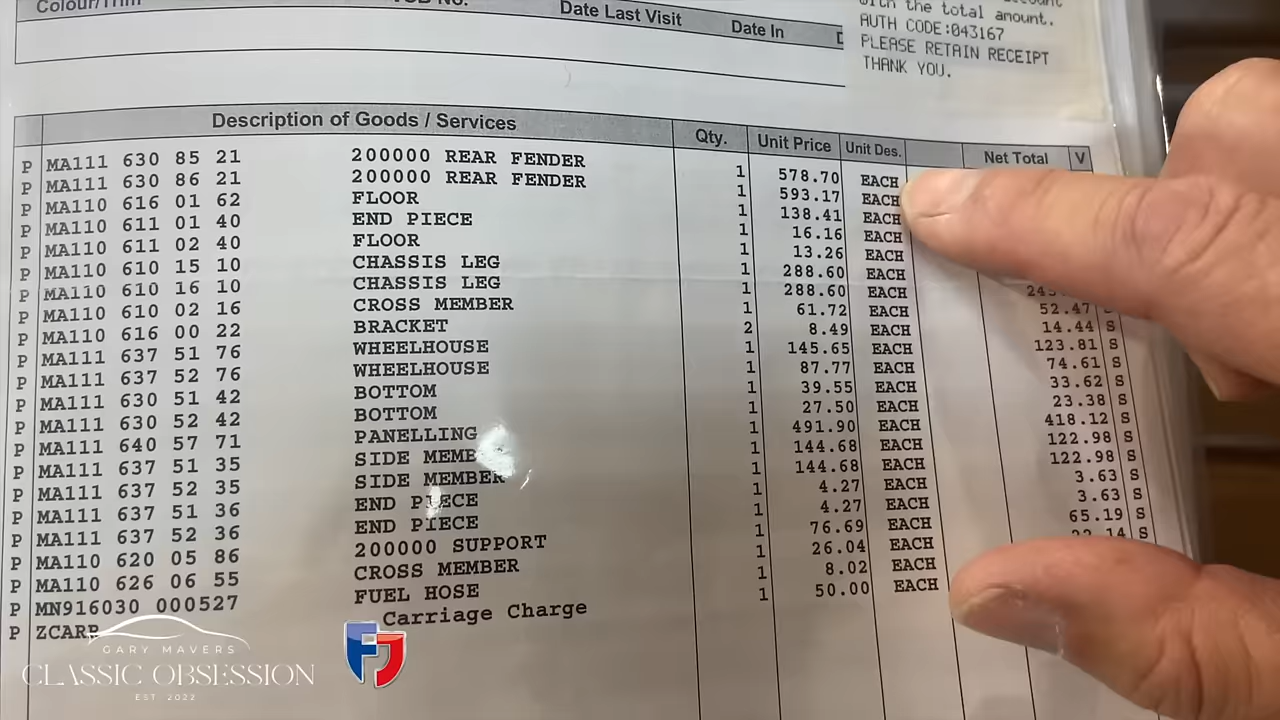 Colour/Trim Date Last Visit Date In
with the total amount.
AUTH CODE:043167
PLEASE RETAIN RECEIPT
THANK YOU.
Description of Goods / Services Qty. Unit Price Unit Des. Net Total V
P MA111 630 85 21 200000 REAR FENDER 1 578.70 EACH
P MA111 630 86 21 200000 REAR FENDER 1 593.17 EACH
P MA110 616 01 62 FLOOR 1 138.41 EACH
P MA110 611 01 40 END PIECE 1 16.16 EACH
P MA110 611 02 40 FLOOR 1 13.26 EACH
P MA110 610 15 10 CHASSIS LEG 1 288.60 EACH
P MA110 610 16 10 CHASSIS LEG 1 288.60 EACH
P MA110 610 02 16 CROSS MEMBER 1 61.72 EACH 52.47 S
P MA110 616 00 22 BRACKET 2 8.49 EACH 14.44 S
P MA111 637 51 76 WHEELHOUSE 1 145.65 EACH 123.81 S
P MA111 637 52 76 WHEELHOUSE 1 87.77 EACH 74.61 S
P MA111 630 51 42 BOTTOM 1 39.55 EACH 33.62 S
P MA111 630 52 42 BOTTOM 1 27.50 EACH 23.38 S
P MA111 640 57 71 PANELLING 1 491.90 EACH 418.12 S
P MA111 637 51 35 SIDE 1 144.68 EACH 122.98 S
P MA111 637 52 35 SIDE MEMBER 1 144.68 EACH 122.98 S
P MA111 637 51 36 END PIECE 1 4.27 EACH 3.63 S
P MA111 637 52 36 END PIECE 1 4.27 EACH 3.63 S
P MA110 620 05 86 200000 SUPPORT 1 76.69 EACH 65.19 S
P MA110 626 06 55 CROSS MEMBER 1 26.04 EACH 22.14 S
P MN916030 000527 FUEL HOSE 1 8.02 EACH
P ZCARR Carriage Charge 1 50.00 EACH
GARY MAVERS
CLASSIC OBSESSION
EST 2022